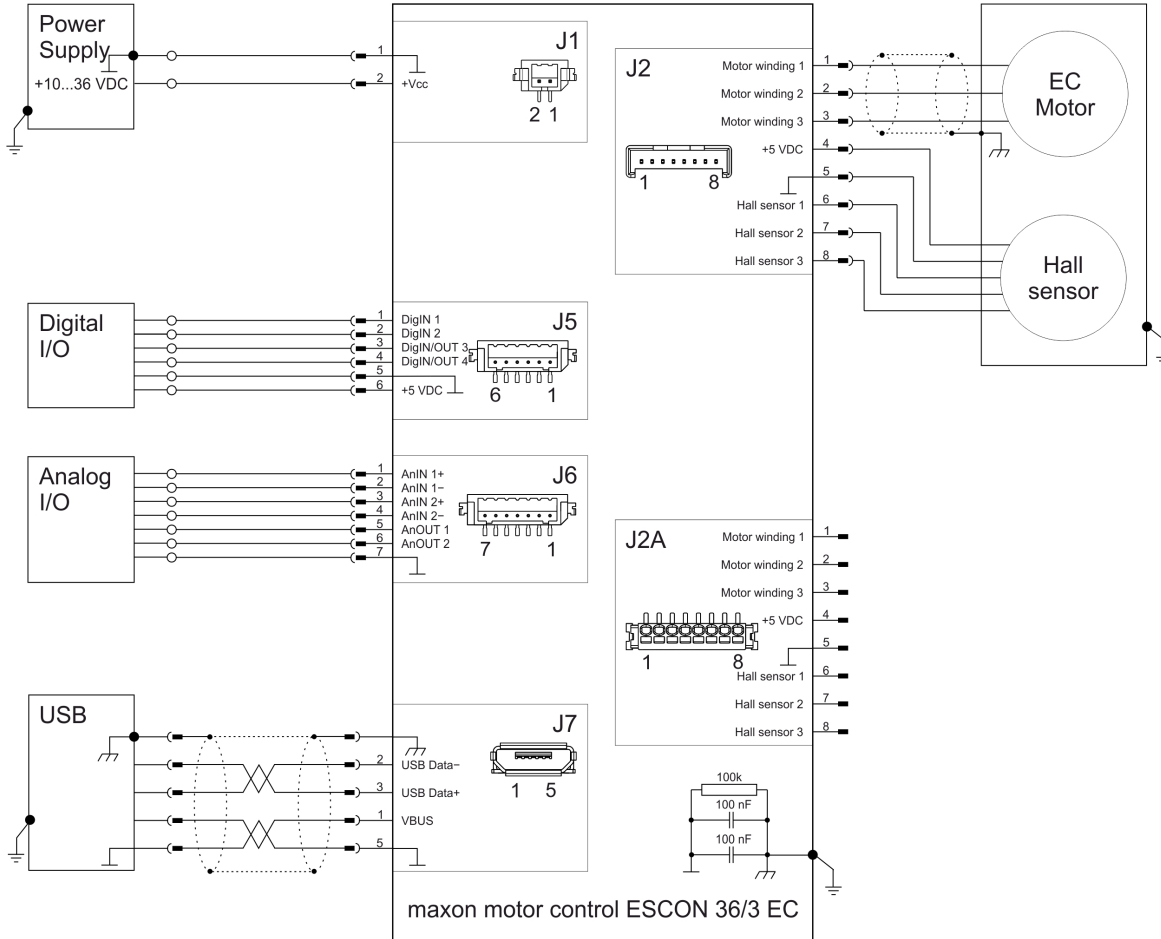 Power
Supply
+10...36 VDC
1
2
+Vcc
J1
2 1
J2
1 8
Motor winding 1
1
Motor winding 2
2
Motor winding 3
3
+5 VDC
4
5
Hall sensor 1
6
Hall sensor 2
7
Hall sensor 3
8
EC
Motor
Hall
sensor
Digital
I/O
1
DigIN 1
2
DigIN 2
3
DigIN/OUT 3
4
DigIN/OUT 4
5
6
+5 VDC
J5
6 1
Analog
I/O
1
AnIN 1+
2
AnIN 1−
3
AnIN 2+
4
AnIN 2−
5
AnOUT 1
6
AnOUT 2
7
J6
7 1
J2A
1 8
Motor winding 1
1
Motor winding 2
2
Motor winding 3
3
+5 VDC
4
5
Hall sensor 1
6
Hall sensor 2
7
Hall sensor 3
8
USB
2
USB Data−
3
USB Data+
1
VBUS
5
J7
1 5
100k
100 nF
100 nF
maxon motor control ESCON 36/3 EC